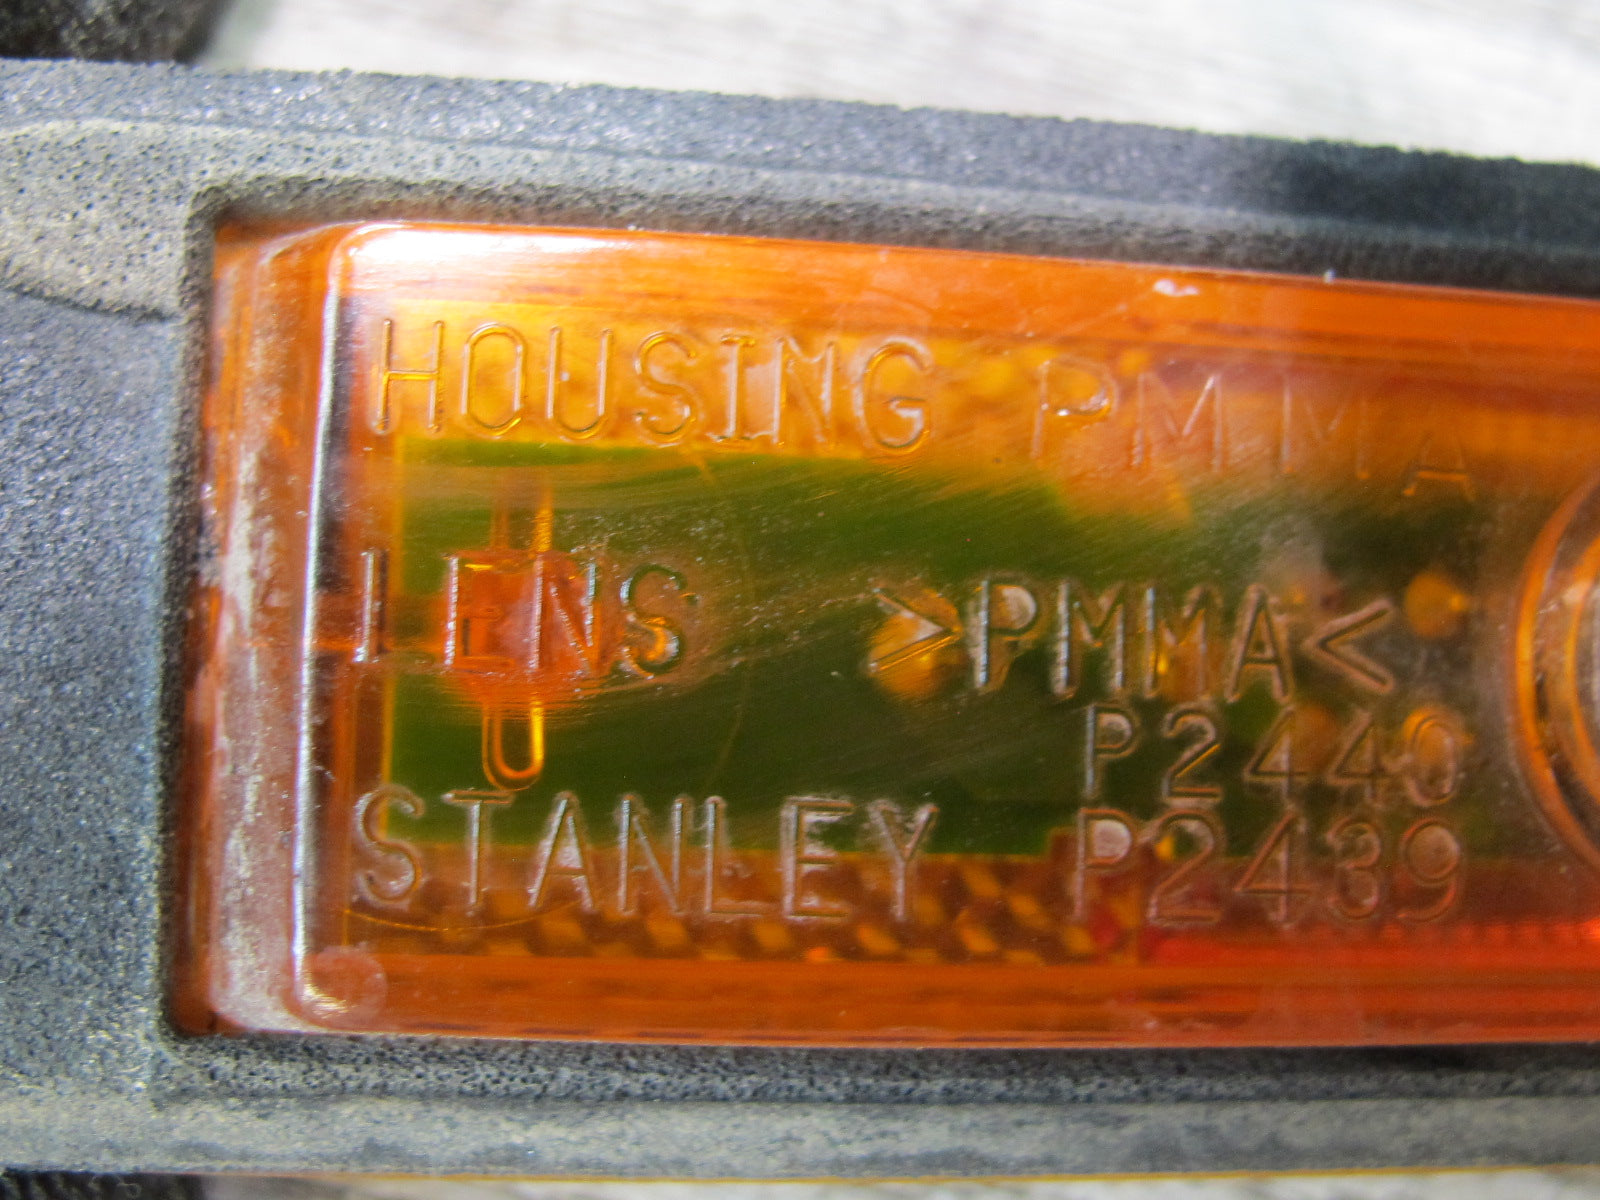 HOUSING PMMA
LENS >PMMA<
P2440
STANLEY P2439